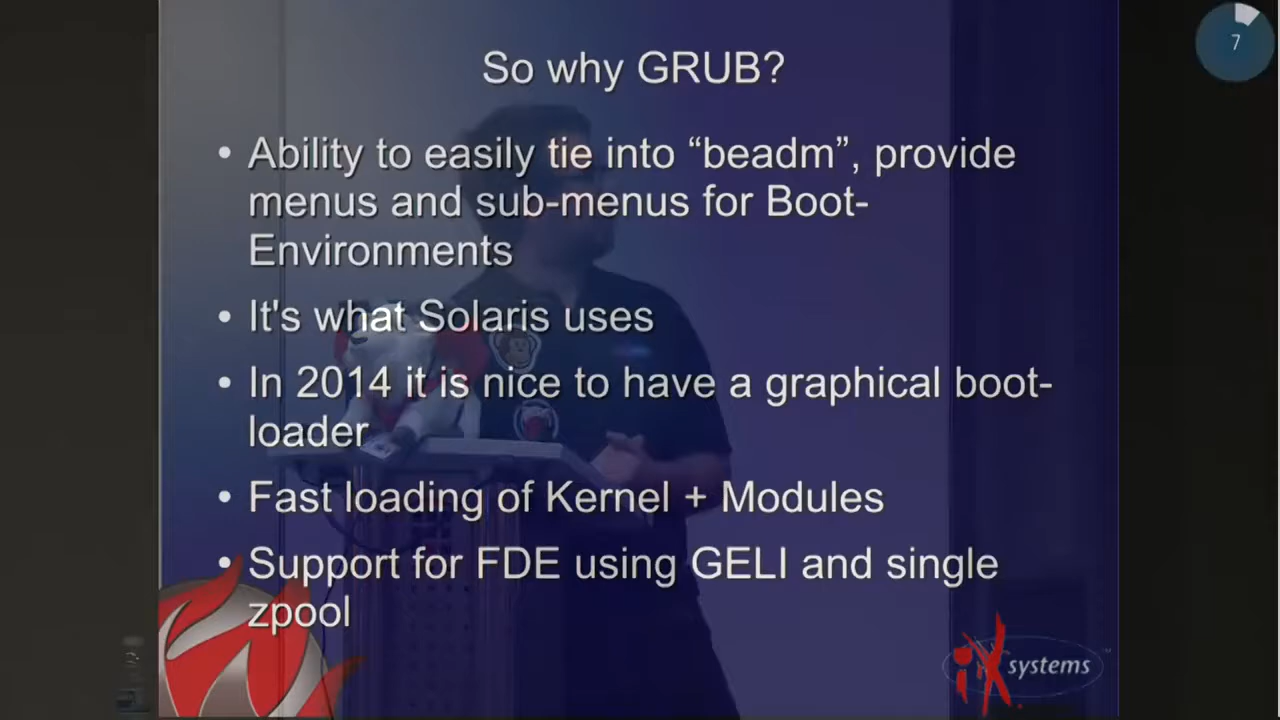 7
So why GRUB?
• Ability to easily tie into “beadm”, provide
menus and sub-menus for Boot-
Environments
• It's what Solaris uses
• In 2014 it is nice to have a graphical boot-
loader
• Fast loading of Kernel + Modules
• Support for FDE using GELI and single
zpool
iX systems ™